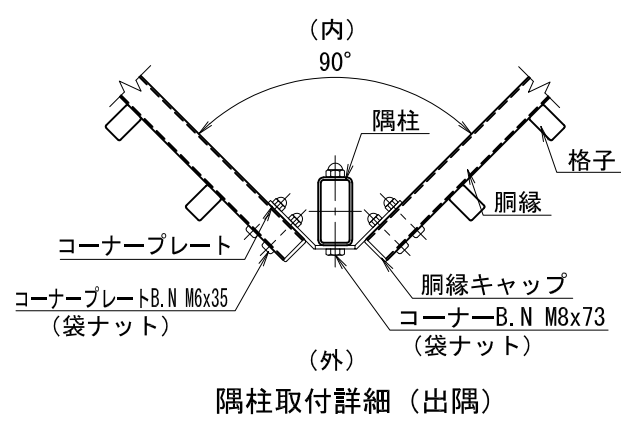 （内）
90°
隅柱
格子
胴縁
コーナープレート
胴縁キャップ
コーナープレートB.N M6x35
（袋ナット）
コーナーB.N M8x73
（袋ナット）
（外）
隅柱取付詳細（出隅）